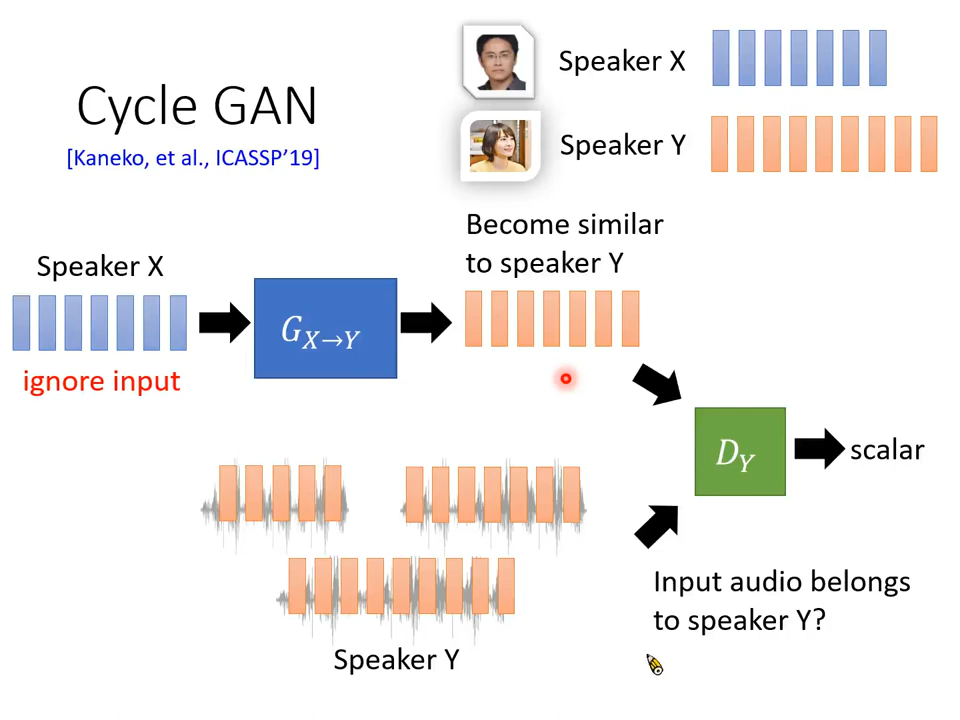 Cycle GAN
[Kaneko, et al., ICASSP’19]
Speaker X
Speaker Y
Become similar
to speaker Y
Speaker X
G_{X→Y}
ignore input
D_Y
scalar
Input audio belongs
to speaker Y?
Speaker Y